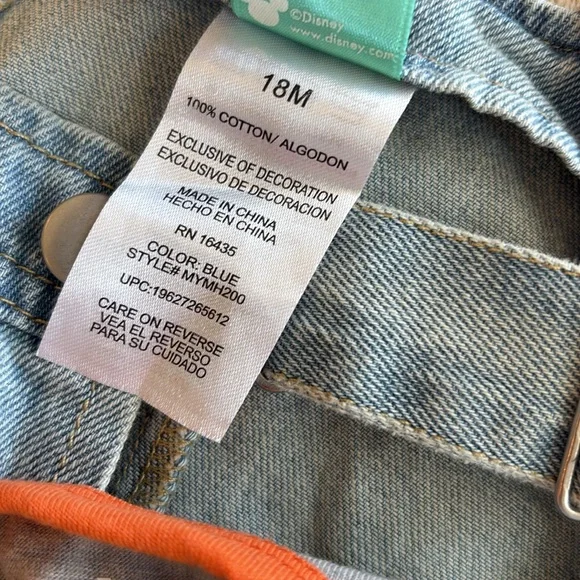 ©Disney
www.disney.com
18M
100% COTTON/ ALGODON
EXCLUSIVE OF DECORATION
EXCLUSIVO DE DECORACION
MADE IN CHINA
HECHO EN CHINA
RN 16435
COLOR: BLUE
STYLE# MYMH200
UPC:19627265612
CARE ON REVERSE
VEA EL REVERSO
PARA SU CUIDADO